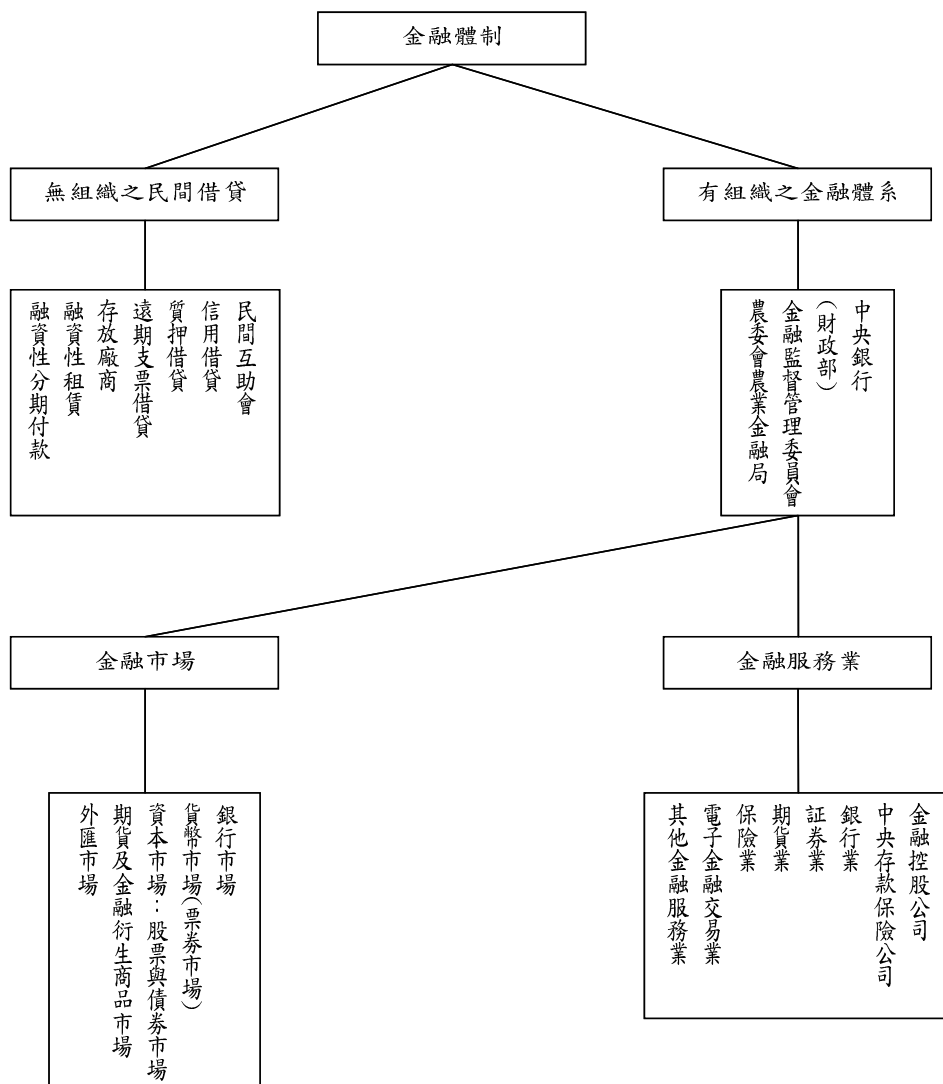 金融體制
無組織之民間借貸
有組織之金融體系
民間互助會
信用借貸
質押借貸
遠期支票借貸
存放廠商
融資性租賃
融資性分期付款
中央銀行
(財政部)
金融監督管理委員會
農委會農業金融局
金融市場
金融服務業
銀行市場
貨幣市場(票券市場)
資本市場：股票與債券市場
期貨及金融衍生商品市場
外匯市場
金融控股公司
中央存款保險公司
銀行業
証券業
期貨業
保險業
電子金融交易業
其他金融服務業